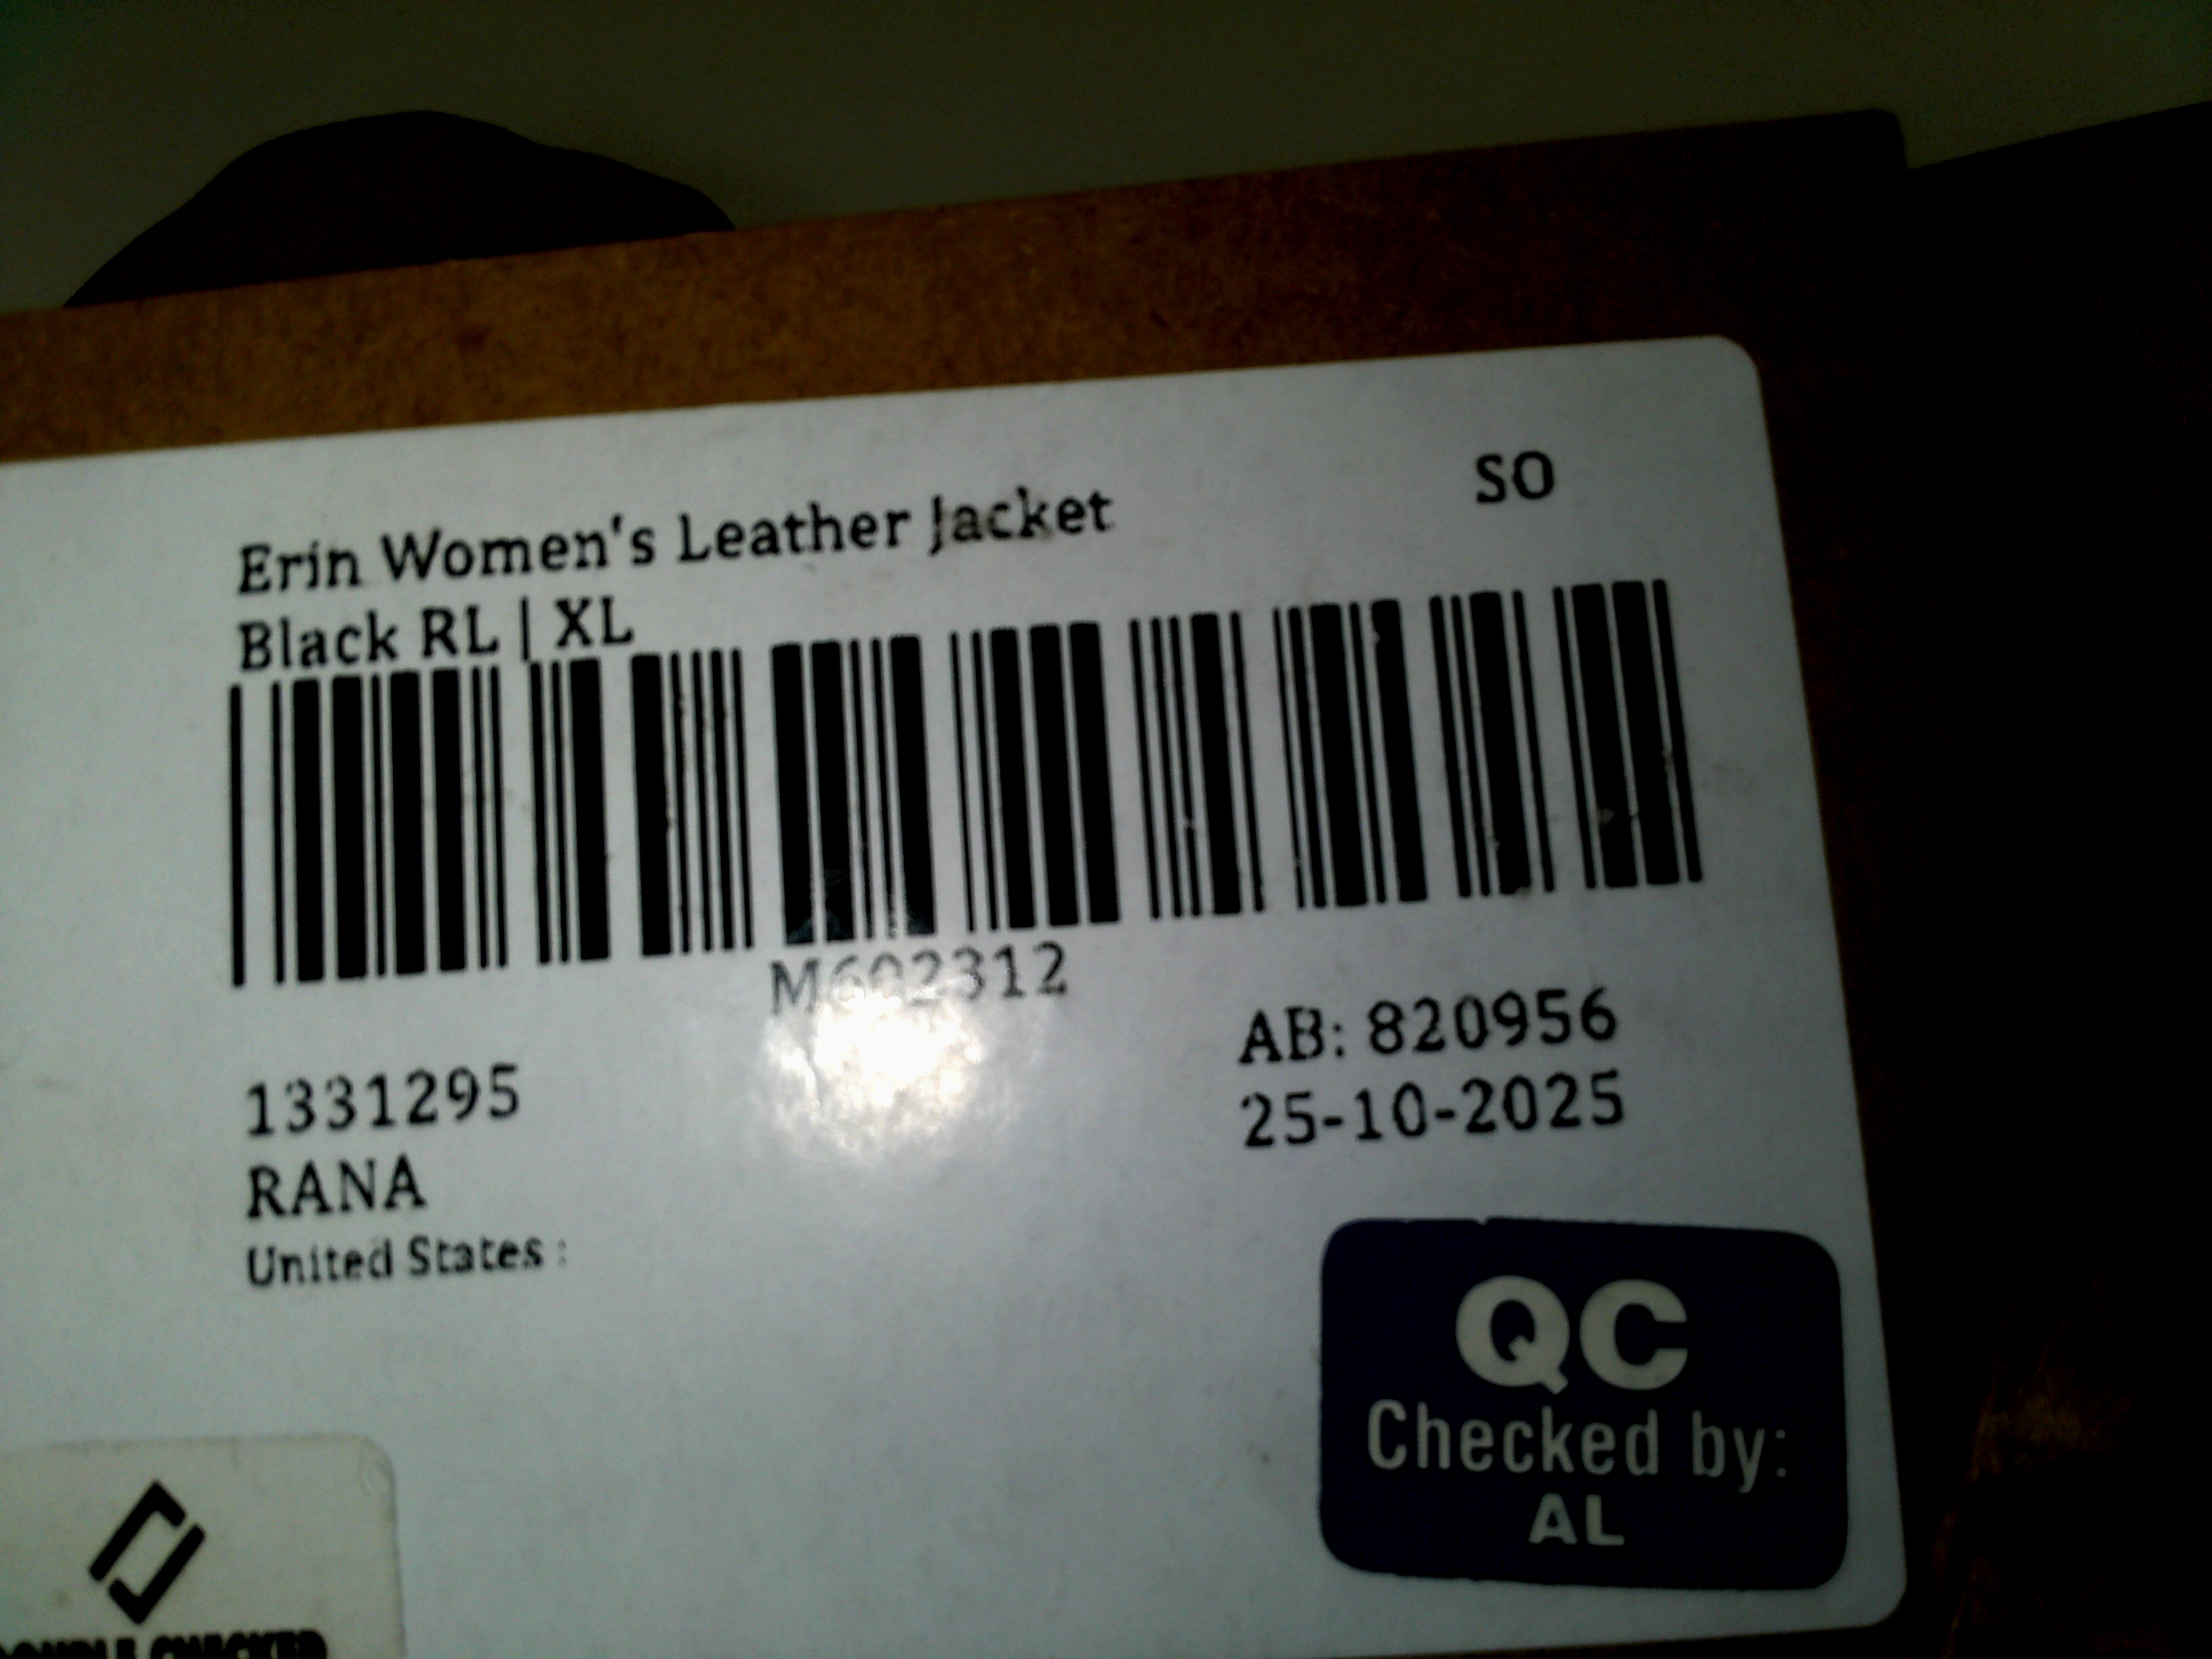 SO
Erin Women's Leather Jacket
Black RL | XL
M602312
1331295
RANA
United States :
AB: 820956
25-10-2025
QC
Checked by:
AL
CHECKED